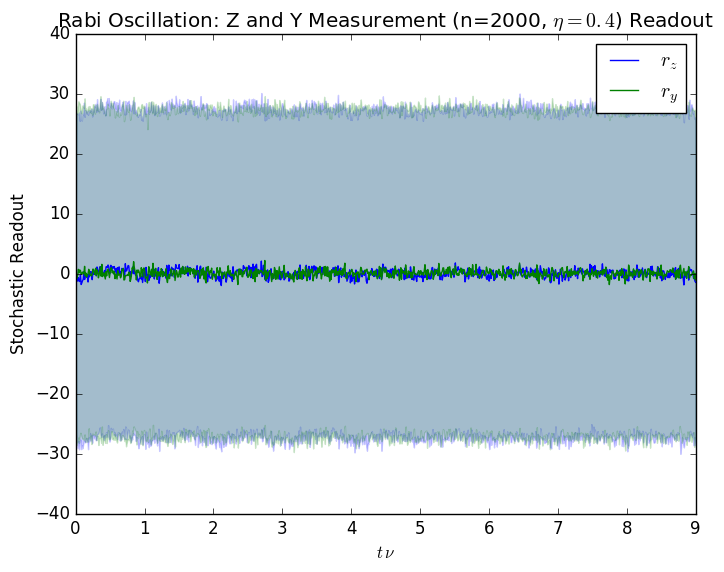 Rabi Oscillation: Z and Y Measurement (n=2000, η=0.4) Readout
40
30
20
10
0
−10
−20
−30
−40
Stochastic Readout
r_z
r_y
0 1 2 3 4 5 6 7 8 9
t ν